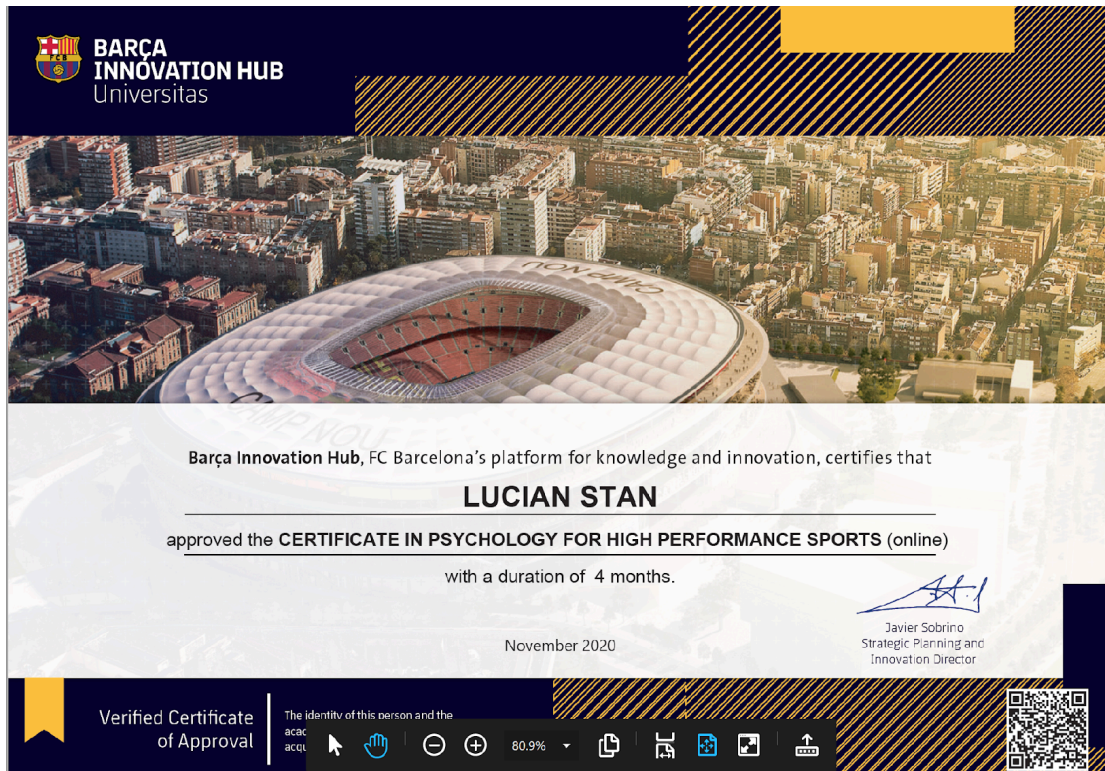 BARÇA
INNOVATION HUB
Universitas
FCB
CAMP NOU
CAMP NOU
Barça Innovation Hub, FC Barcelona's platform for knowledge and innovation, certifies that
LUCIAN STAN
approved the CERTIFICATE IN PSYCHOLOGY FOR HIGH PERFORMANCE SPORTS (online)
with a duration of 4 months.
November 2020
Javier Sobrino
Strategic Planning and
Innovation Director
Verified Certificate
of Approval
The identity of this person and the
80.9%